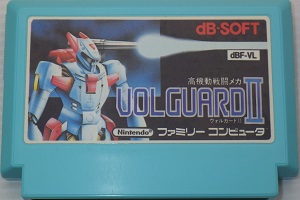 dB-SOFT
dBF-VL
高機動戦闘メカ
VOLGUARD II
ウォルガードII
Nintendo ファミリー コンピュータ